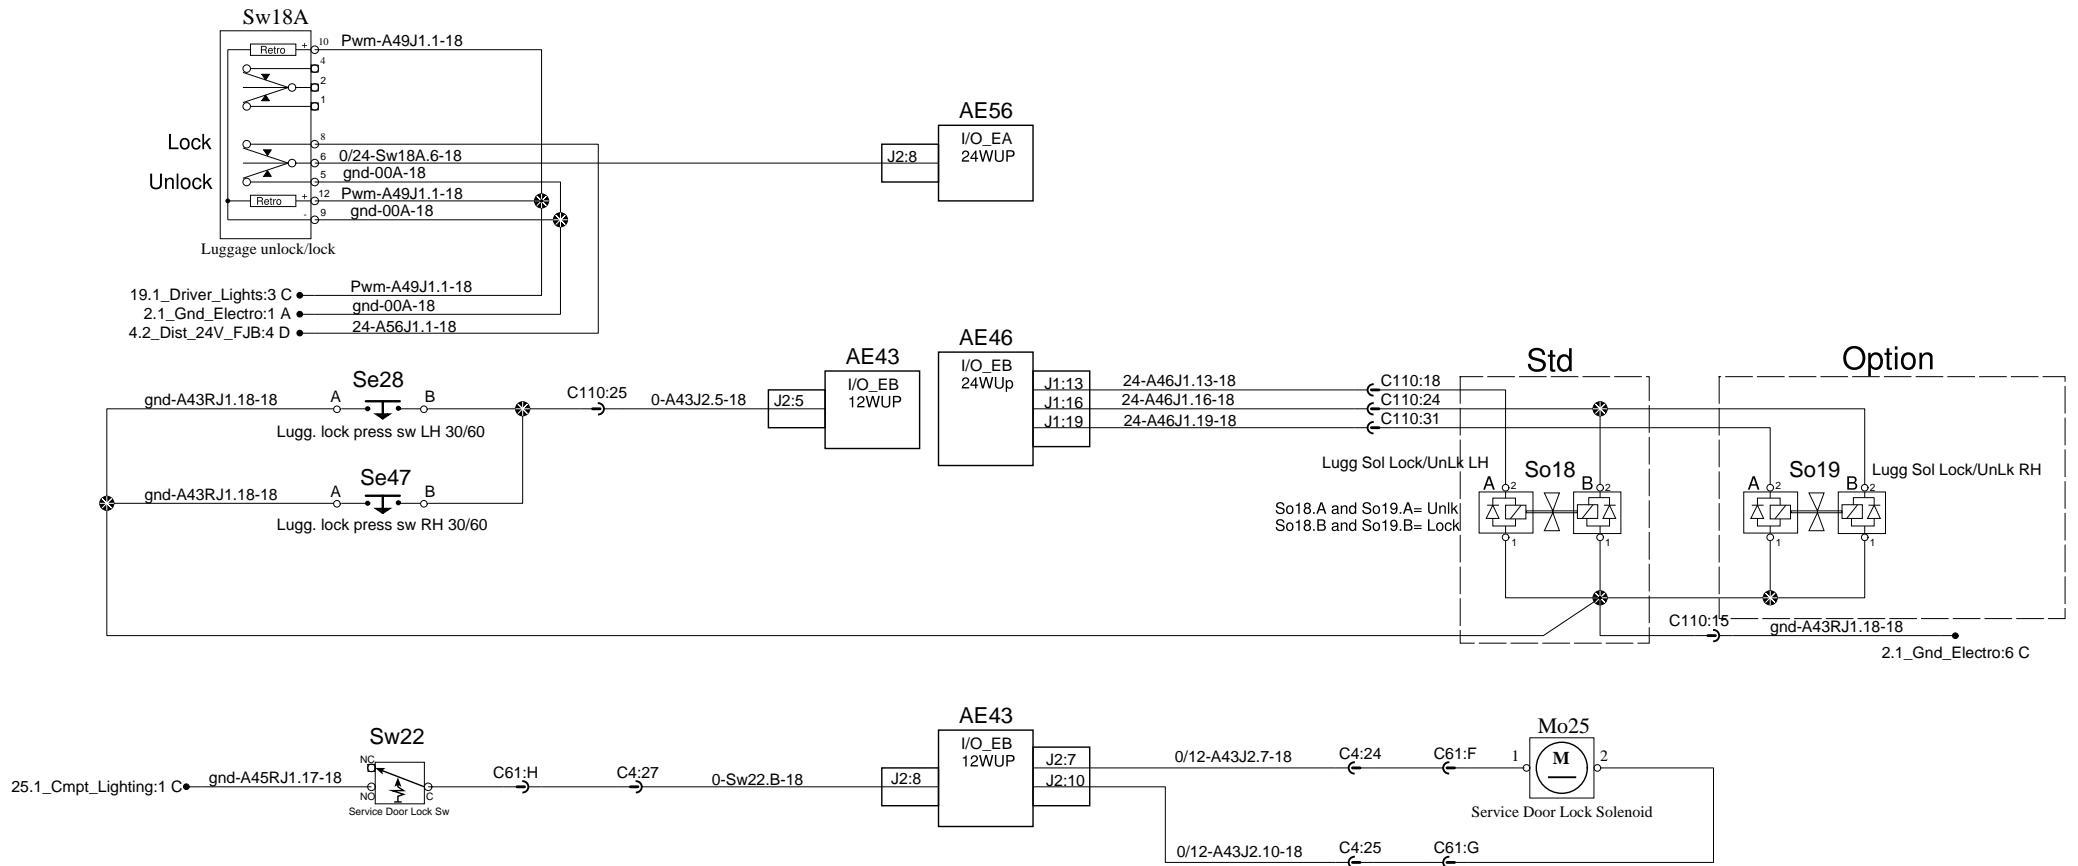 Sw18A
Retro + 10 Pwm-A49J1.1-18
4
2
1
Lock 8
6 0/24-Sw18A.6-18
Unlock 5 gnd-00A-18
Retro + 12 Pwm-A49J1.1-18
- 9 gnd-00A-18
Luggage unlock/lock
19.1_Driver_Lights:3 C Pwm-A49J1.1-18
2.1_Gnd_Electro:1 A gnd-00A-18
4.2_Dist_24V_FJB:4 D 24-A56J1.1-18
AE56
I/O_EA
24WUP
J2:8
Se28
gnd-A43RJ1.18-18 A B C110:25 0-A43J2.5-18 J2:5
Lugg. lock press sw LH 30/60
Se47
gnd-A43RJ1.18-18 A B
Lugg. lock press sw RH 30/60
AE43
I/O_EB
12WUP
AE46
I/O_EB
24WUp
J1:13 24-A46J1.13-18 C110:18
J1:16 24-A46J1.16-18 C110:24
J1:19 24-A46J1.19-18 C110:31
Std
Option
Lugg Sol Lock/UnLk LH
So18
A 2 B 2
1 1
So18.A and So19.A= Unlk
So18.B and So19.B= Lock
So19
Lugg Sol Lock/UnLk RH
A 2 B 2
1 1
C110:15 gnd-A43RJ1.18-18
2.1_Gnd_Electro:6 C
Sw22
NC
25.1_Cmpt_Lighting:1 C gnd-A45RJ1.17-18 NO C C61:H C4:27 0-Sw22.B-18 J2:8
Service Door Lock Sw
AE43
I/O_EB
12WUP
J2:7 0/12-A43J2.7-18 C4:24 C61:F
J2:10
0/12-A43J2.10-18 C4:25 C61:G
Mo25
1 M 2
Service Door Lock Solenoid